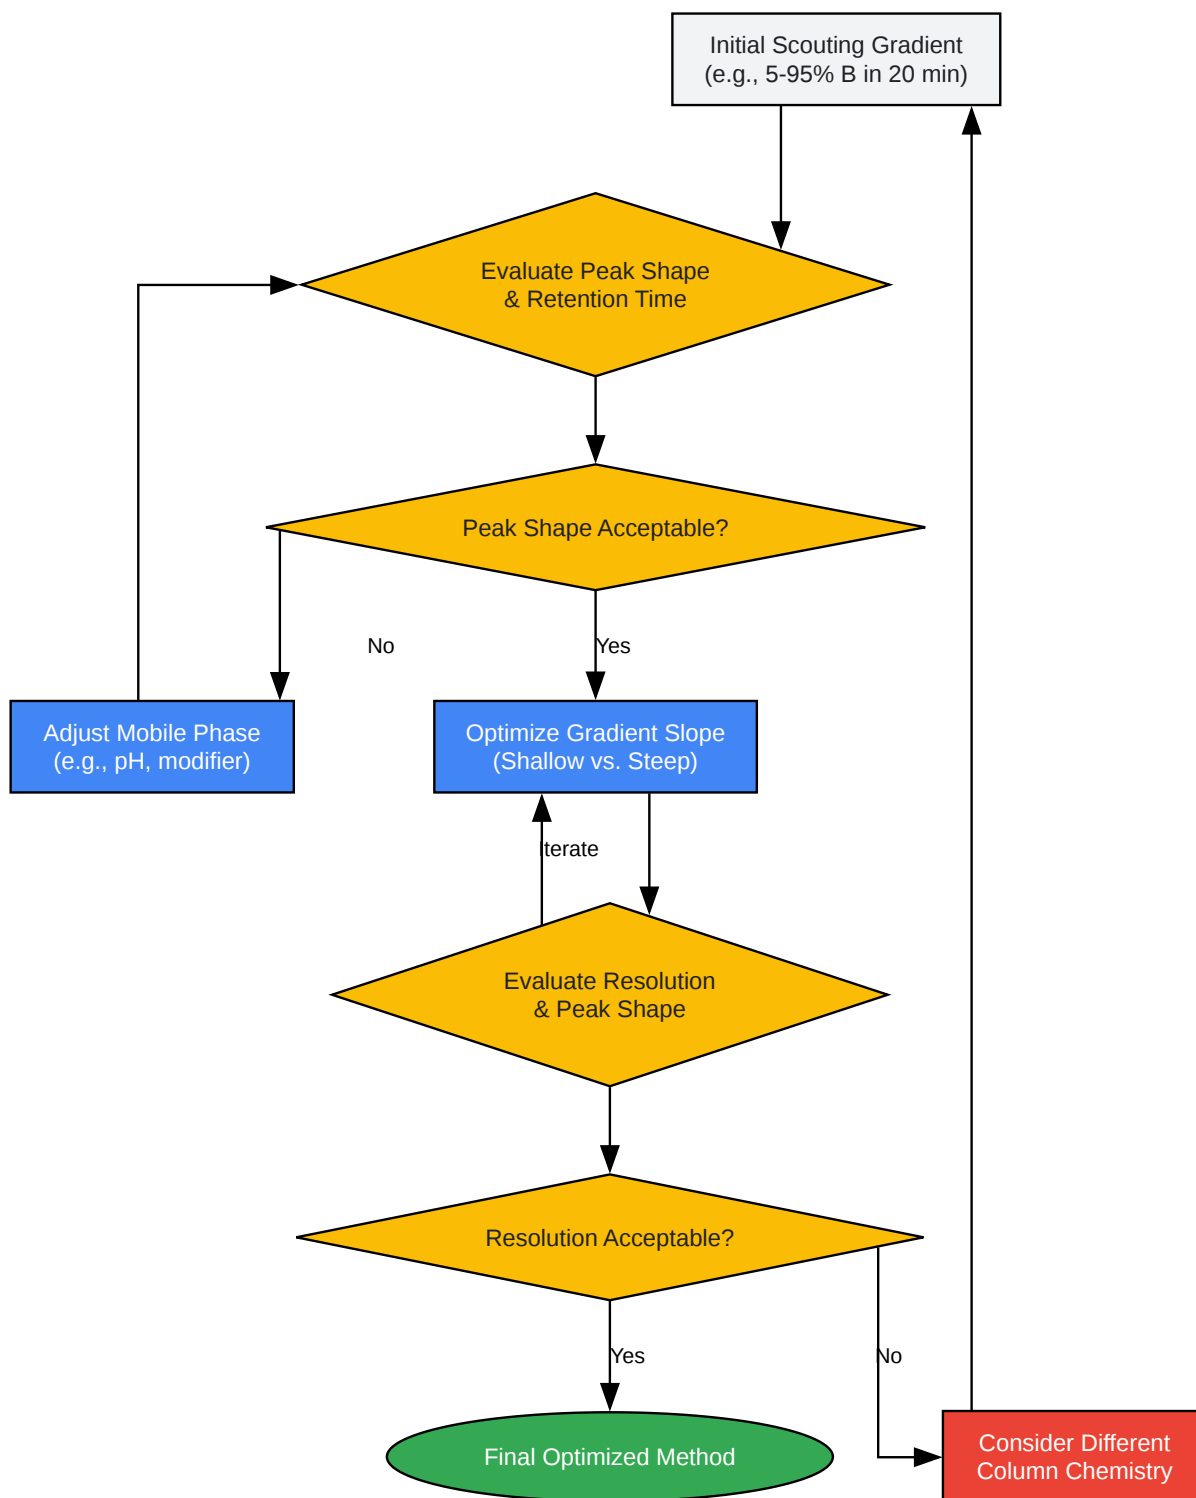 Initial Scouting Gradient
(e.g., 5-95% B in 20 min)
Evaluate Peak Shape
& Retention Time
Peak Shape Acceptable?
No
Yes
Adjust Mobile Phase
(e.g., pH, modifier)
Optimize Gradient Slope
(Shallow vs. Steep)
Iterate
Evaluate Resolution
& Peak Shape
Resolution Acceptable?
Yes
No
Final Optimized Method
Consider Different
Column Chemistry